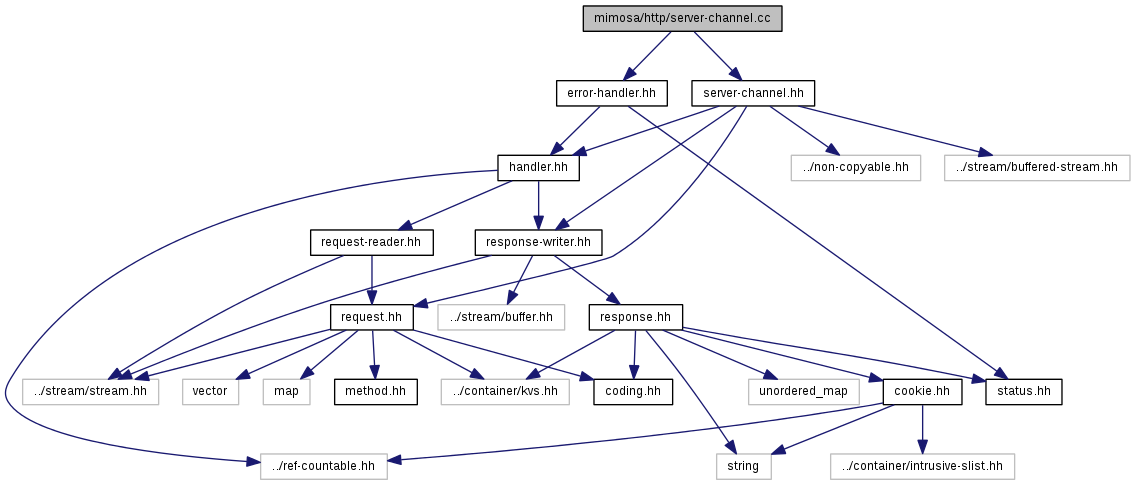 mimosa/http/server-channel.cc
error-handler.hh
server-channel.hh
handler.hh
../non-copyable.hh
../stream/buffered-stream.hh
request-reader.hh
response-writer.hh
request.hh
../stream/buffer.hh
response.hh
../stream/stream.hh
vector
map
method.hh
../container/kvs.hh
coding.hh
unordered_map
cookie.hh
status.hh
../ref-countable.hh
string
../container/intrusive-slist.hh